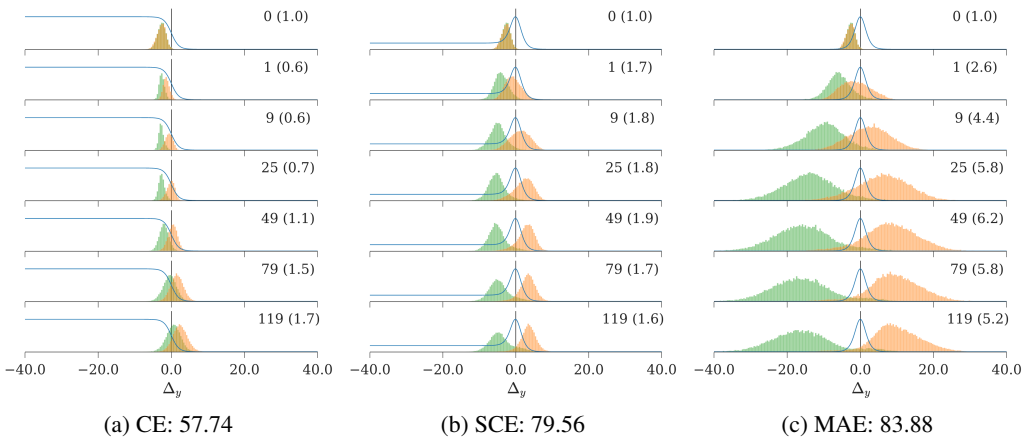 0 (1.0)
1 (0.6)
9 (0.6)
25 (0.7)
49 (1.1)
79 (1.5)
119 (1.7)
−40.0 −20.0 0.0 20.0 40.0
Δy
(a) CE: 57.74
0 (1.0)
1 (1.7)
9 (1.8)
25 (1.8)
49 (1.9)
79 (1.7)
119 (1.6)
−40.0 −20.0 0.0 20.0 40.0
Δy
(b) SCE: 79.56
0 (1.0)
1 (2.6)
9 (4.4)
25 (5.8)
49 (6.2)
79 (5.8)
119 (5.2)
−40.0 −20.0 0.0 20.0 40.0
Δy
(c) MAE: 83.88